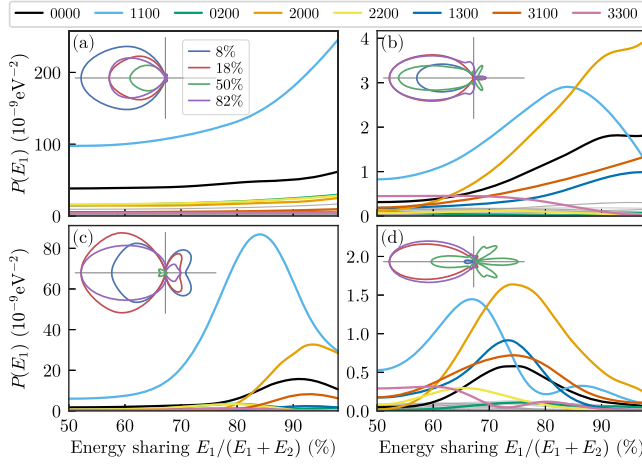 0000 1100 0200 2000 2200 1300 3100 3300
(a)
8%
18%
50%
82%
P(E₁) (10⁻⁹eV⁻²)
200
100
0
(b)
4
3
2
1
0
(c)
P(E₁) (10⁻⁹eV⁻²)
80
60
40
20
0
50 60 70 80 90
Energy sharing E₁/(E₁ + E₂) (%)
(d)
2.0
1.5
1.0
0.5
0.0
50 60 70 80 90
Energy sharing E₁/(E₁ + E₂) (%)